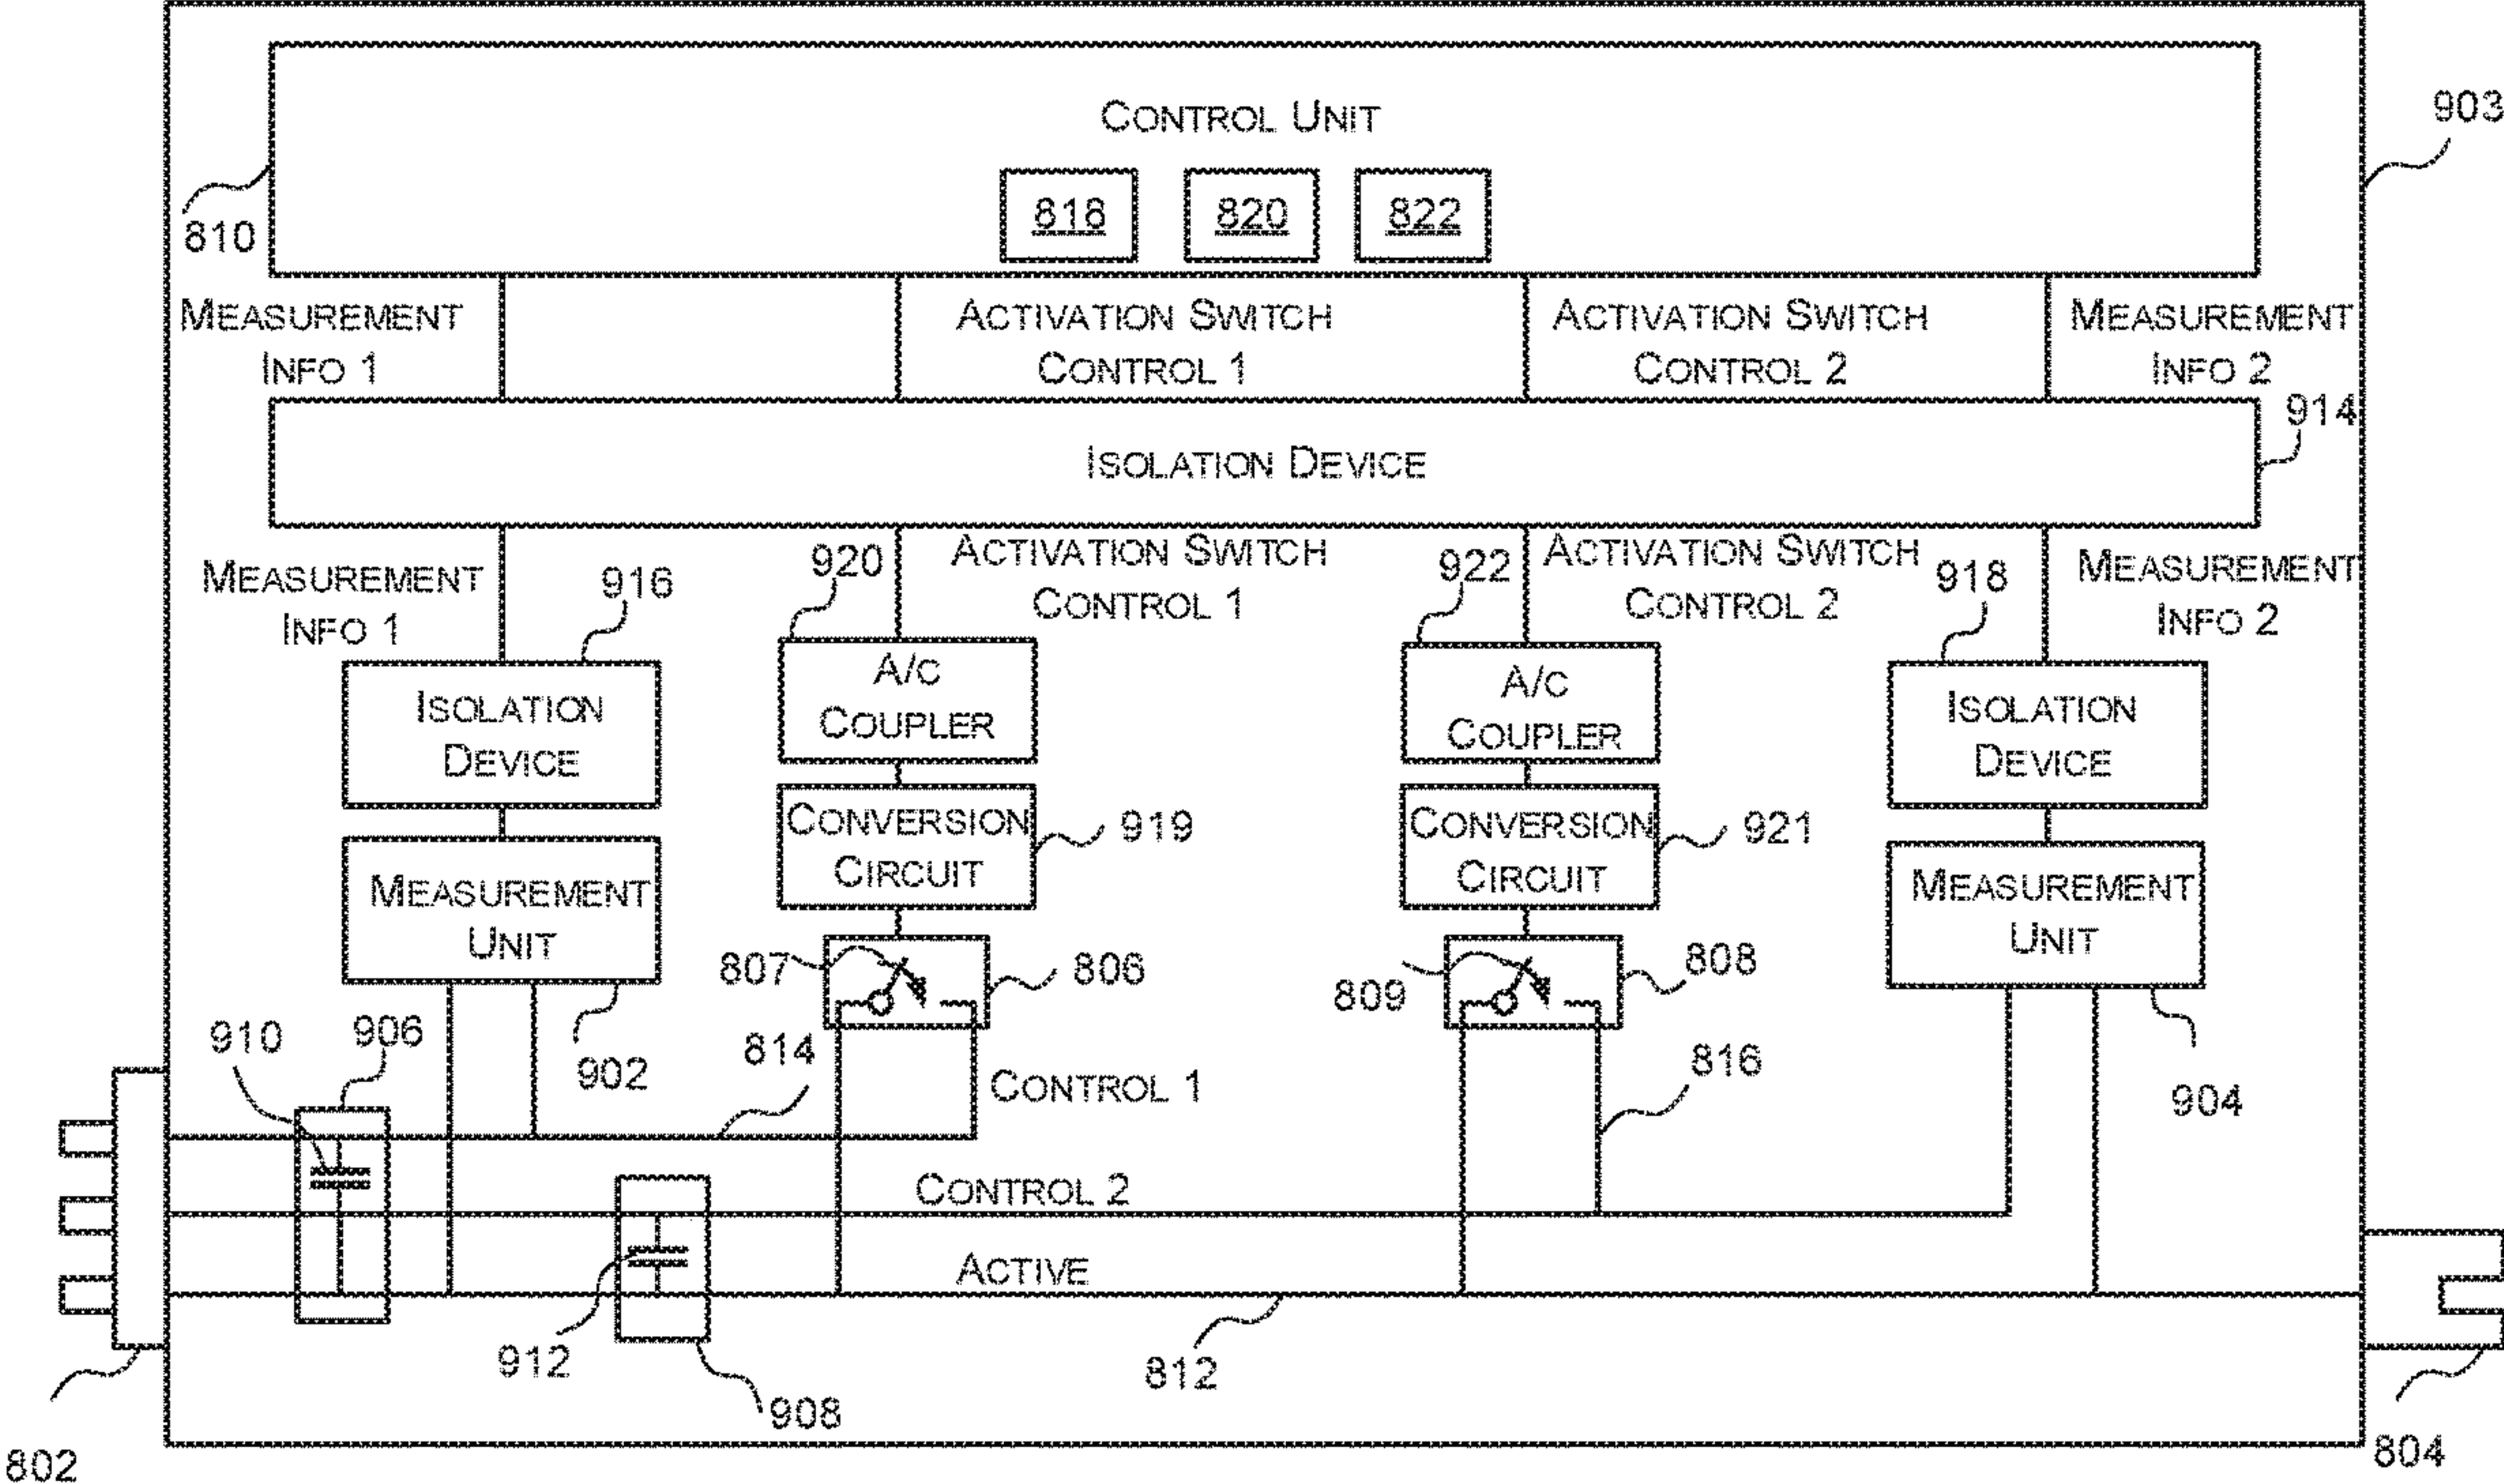 Control Unit
903
818 820 822
810
Measurement Info 1
Activation Switch Control 1
Activation Switch Control 2
Measurement Info 2
914
Isolation Device
Measurement Info 1
916
920
Activation Switch Control 1
922
Activation Switch Control 2
918
Measurement Info 2
Isolation
Device
A/c
Coupler
A/c
Coupler
Isolation
Device
Measurement
Unit
Conversion
Circuit
919
Conversion
Circuit
921
Measurement
Unit
807
806
809
808
910
906
902
814
Control 1
816
904
Control 2
Active
912
908
812
802
804